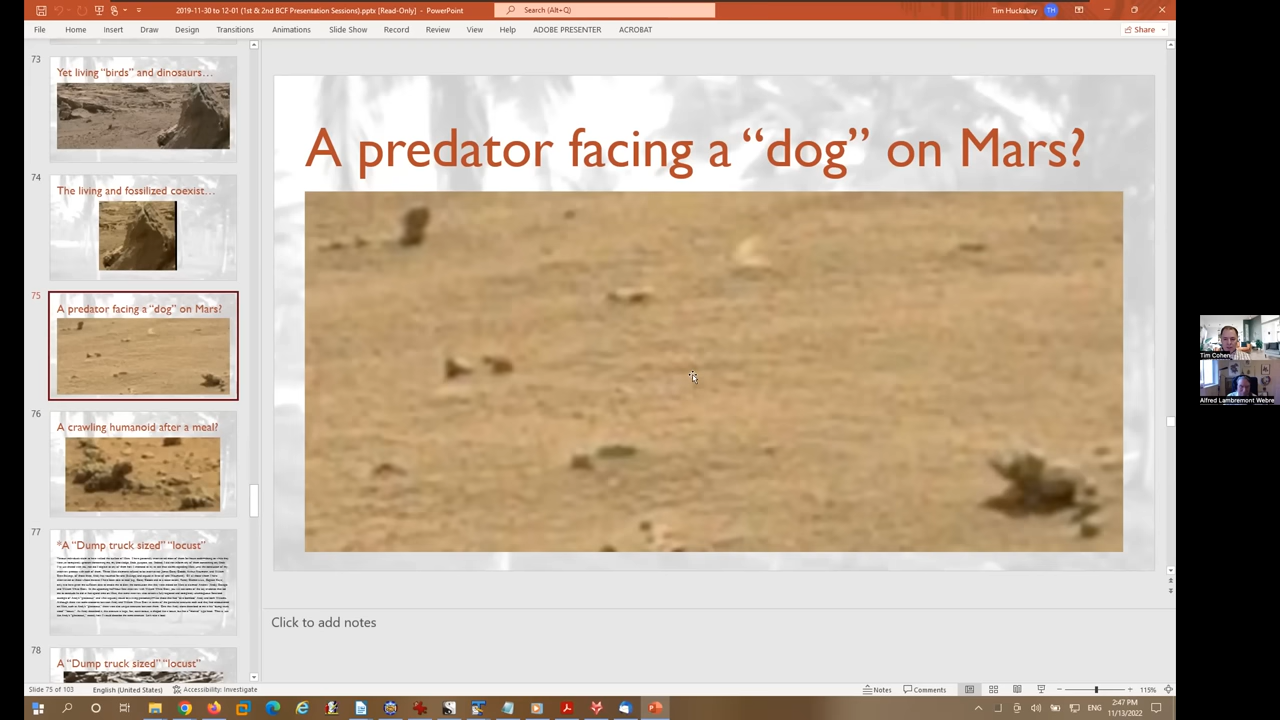 2019-11-30 to 12-01 (1st & 2nd BCF Presentation Sessions).pptx [Read-Only] - PowerPoint
Search (Alt+Q)
Tim Huckabay
TH
File Home Insert Draw Design Transitions Animations Slide Show Record Review View Help ADOBE PRESENTER ACROBAT
Share
73
Yet living “birds” and dinosaurs…
74
The living and fossilized coexist…
75
A predator facing a “dog” on Mars?
76
A crawling humanoid after a meal?
77
*A “Dump truck sized” “locust”
78
A “Dump truck sized” “locust”
A predator facing a “dog” on Mars?
Click to add notes
Tim Cohen
Alfred Lambremont Webre
Slide 75 of 103 English (United States) Accessibility: Investigate
Notes Comments 115%
ENG
2:47 PM
11/13/2022